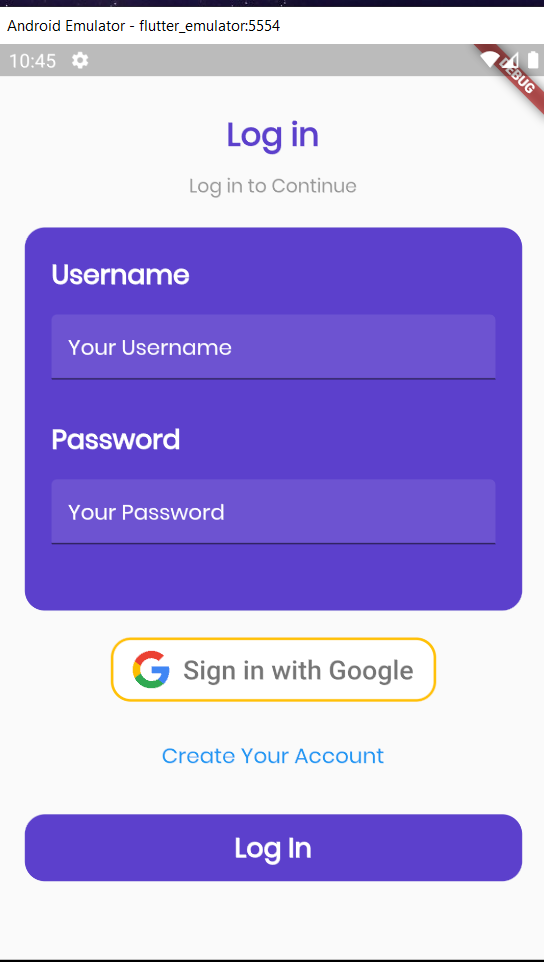 Android Emulator - flutter_emulator:5554
10:45
DEBUG
Log in
Log in to Continue
Username
Your Username
Password
Your Password
Sign in with Google
Create Your Account
Log In